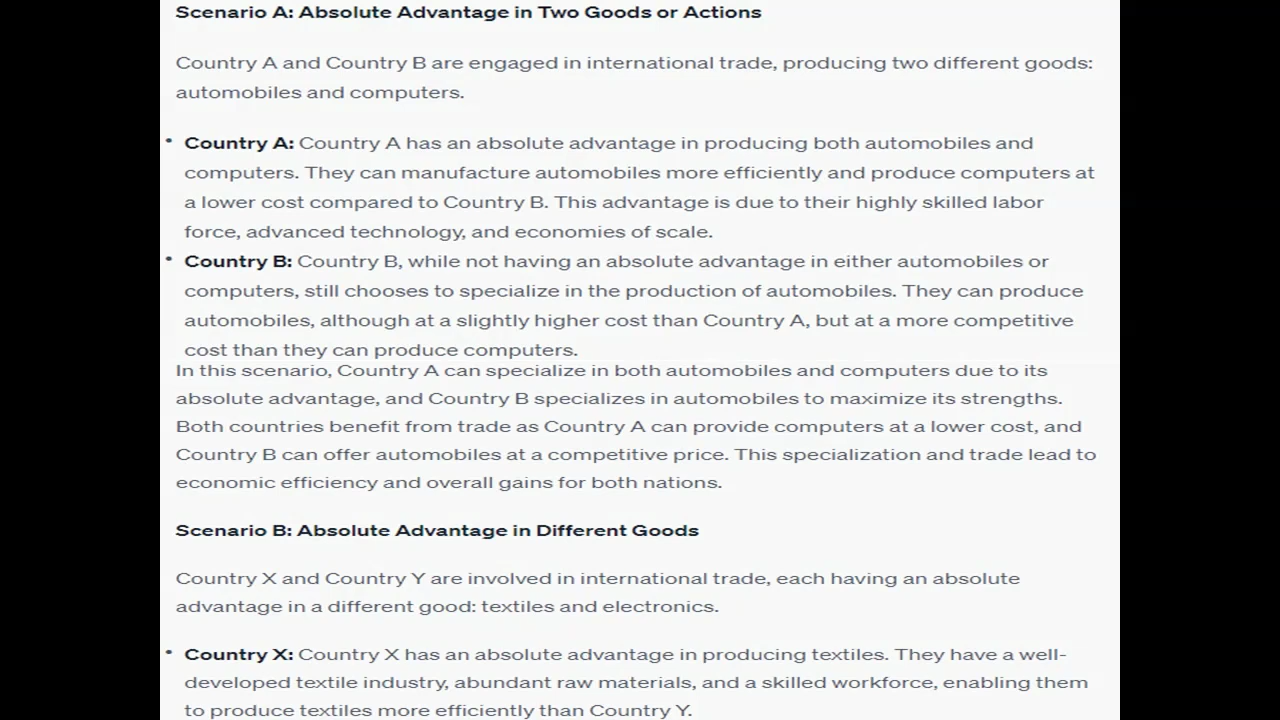 Scenario A: Absolute Advantage in Two Goods or Actions
Country A and Country B are engaged in international trade, producing two different goods:
automobiles and computers.
• Country A: Country A has an absolute advantage in producing both automobiles and
computers. They can manufacture automobiles more efficiently and produce computers at
a lower cost compared to Country B. This advantage is due to their highly skilled labor
force, advanced technology, and economies of scale.
• Country B: Country B, while not having an absolute advantage in either automobiles or
computers, still chooses to specialize in the production of automobiles. They can produce
automobiles, although at a slightly higher cost than Country A, but at a more competitive
cost than they can produce computers.
In this scenario, Country A can specialize in both automobiles and computers due to its
absolute advantage, and Country B specializes in automobiles to maximize its strengths.
Both countries benefit from trade as Country A can provide computers at a lower cost, and
Country B can offer automobiles at a competitive price. This specialization and trade lead to
economic efficiency and overall gains for both nations.
Scenario B: Absolute Advantage in Different Goods
Country X and Country Y are involved in international trade, each having an absolute
advantage in a different good: textiles and electronics.
• Country X: Country X has an absolute advantage in producing textiles. They have a well-
developed textile industry, abundant raw materials, and a skilled workforce, enabling them
to produce textiles more efficiently than Country Y.